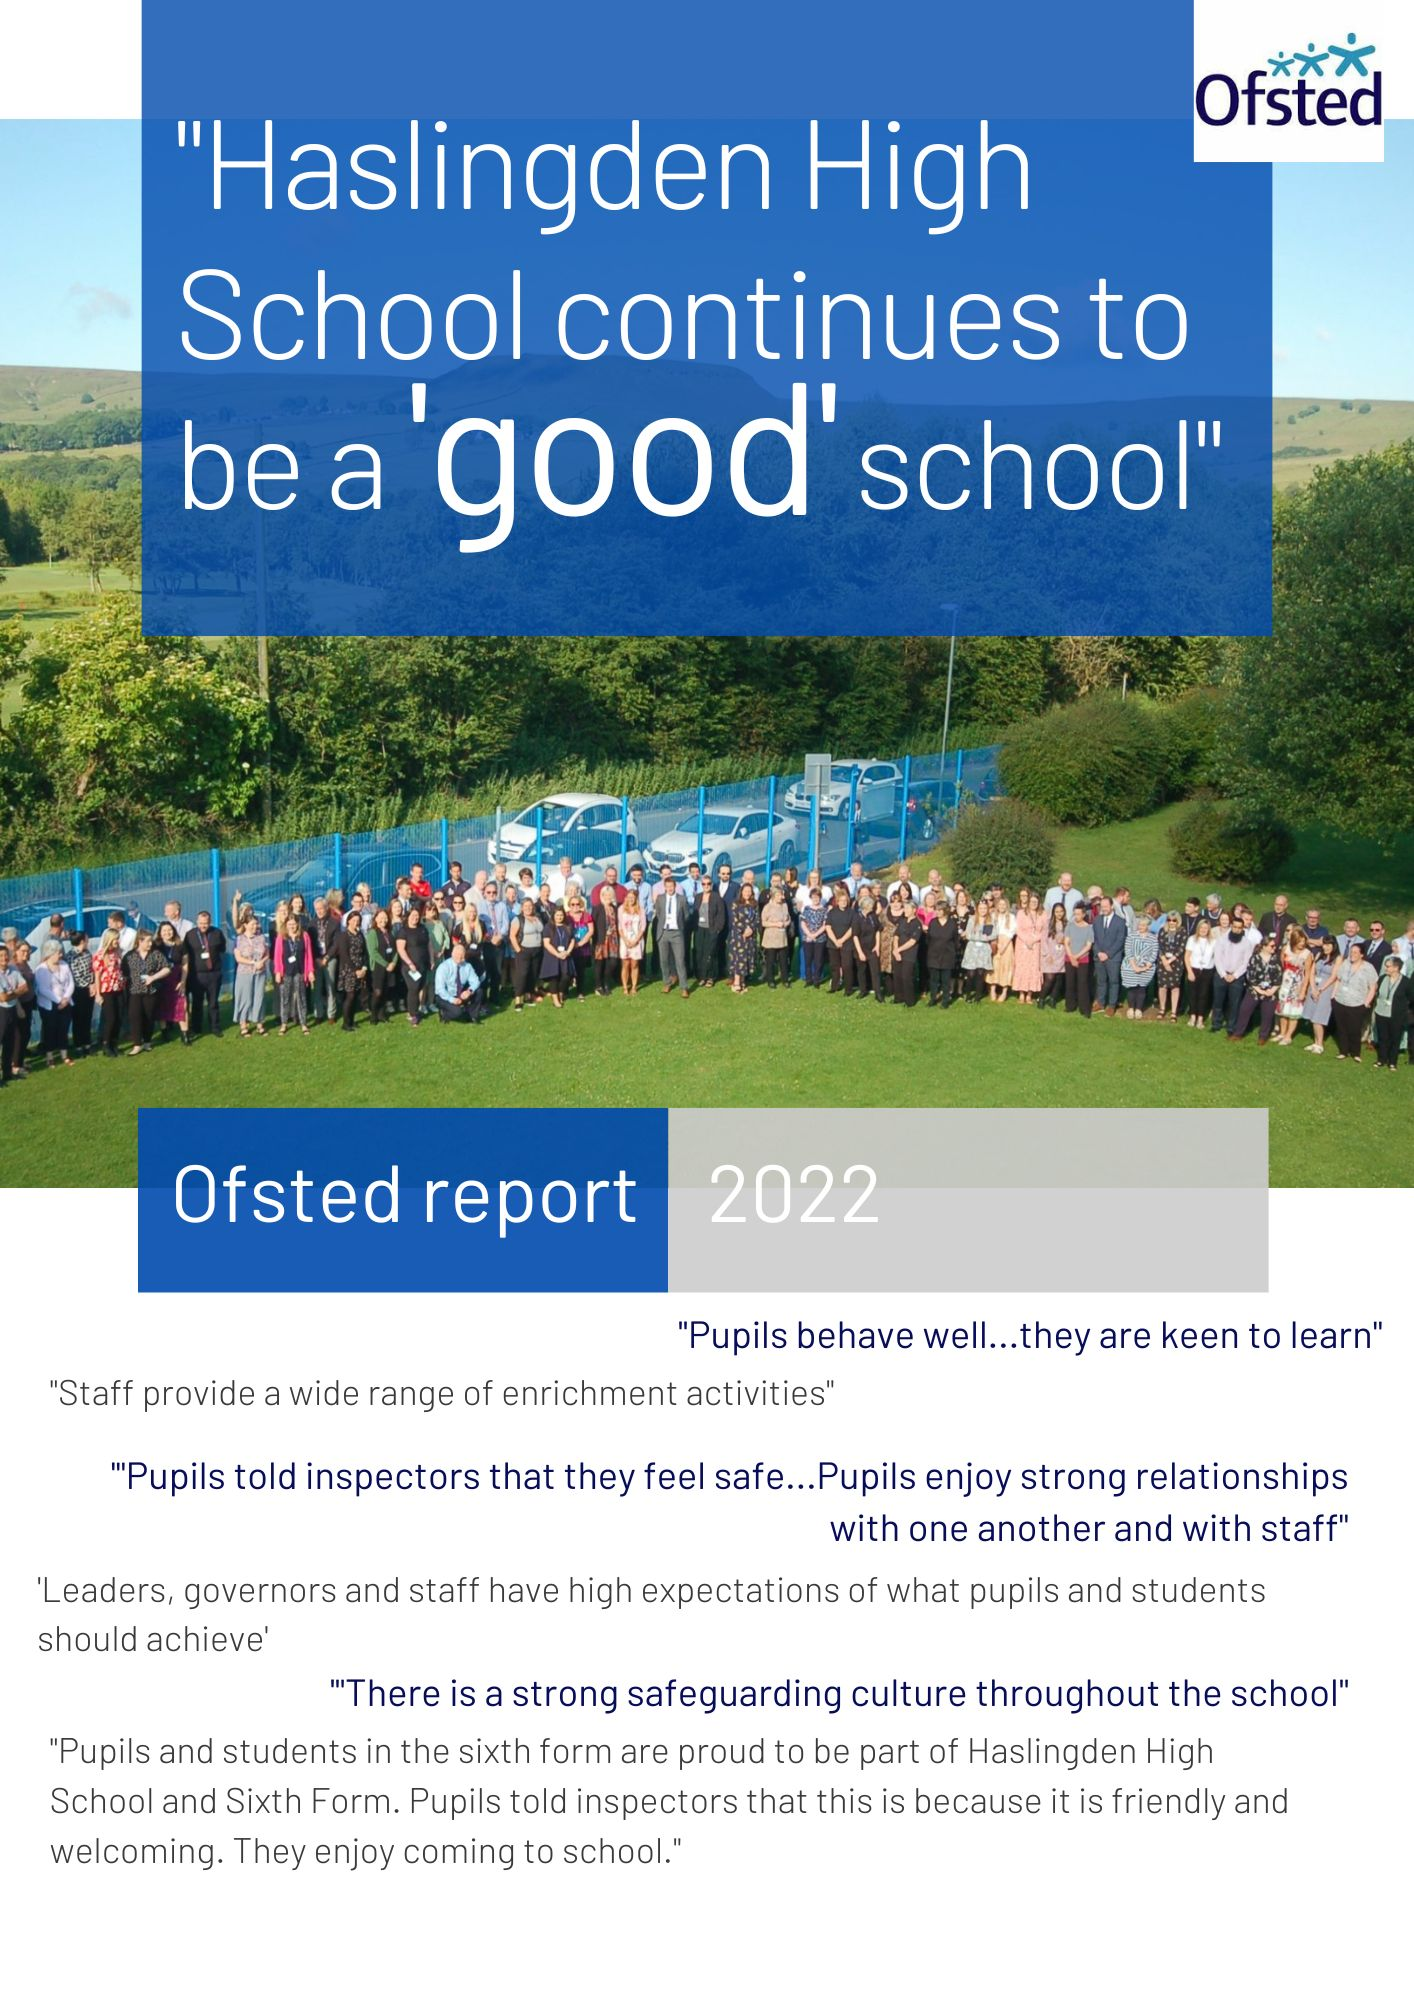 Ofsted
"Haslingden High
School continues to
be a 'good' school"
Ofsted report 2022
"Pupils behave well...they are keen to learn"
"Staff provide a wide range of enrichment activities"
"'Pupils told inspectors that they feel safe...Pupils enjoy strong relationships
with one another and with staff"
'Leaders, governors and staff have high expectations of what pupils and students
should achieve'
"'There is a strong safeguarding culture throughout the school"
"Pupils and students in the sixth form are proud to be part of Haslingden High
School and Sixth Form. Pupils told inspectors that this is because it is friendly and
welcoming. They enjoy coming to school."